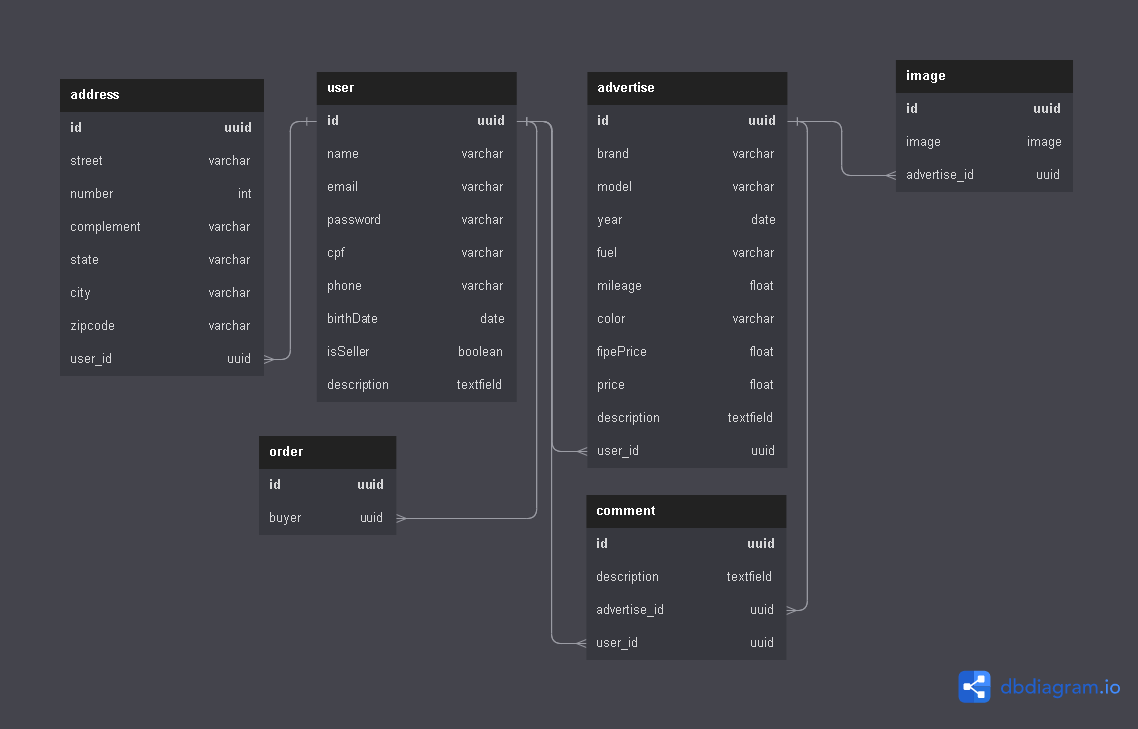 address
id uuid
street varchar
number int
complement varchar
state varchar
city varchar
zipcode varchar
user_id uuid
user
id uuid
name varchar
email varchar
password varchar
cpf varchar
phone varchar
birthDate date
isSeller boolean
description textfield
advertise
id uuid
brand varchar
model varchar
year date
fuel varchar
mileage float
color varchar
fipePrice float
price float
description textfield
user_id uuid
image
id uuid
image image
advertise_id uuid
order
id uuid
buyer uuid
comment
id uuid
description textfield
advertise_id uuid
user_id uuid
dbdiagram.io